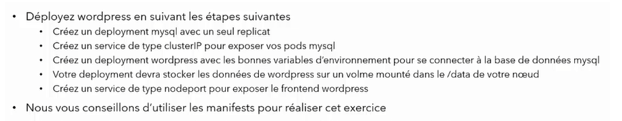 • Déployez wordpress en suivant les étapes suivantes
• Créez un deployment mysql avec un seul replicat
• Créez un service de type clusterIP pour exposer vos pods mysql
• Créez un deployment wordpress avec les bonnes variables d'environnement pour se connecter à la base de données mysql
• Votre deployment devra stocker les données de wordpress sur un volme mounté dans le /data de votre nœud
• Créez un service de type nodeport pour exposer le frontend wordpress
• Nous vous conseillons d'utiliser les manifests pour réaliser cet exercice